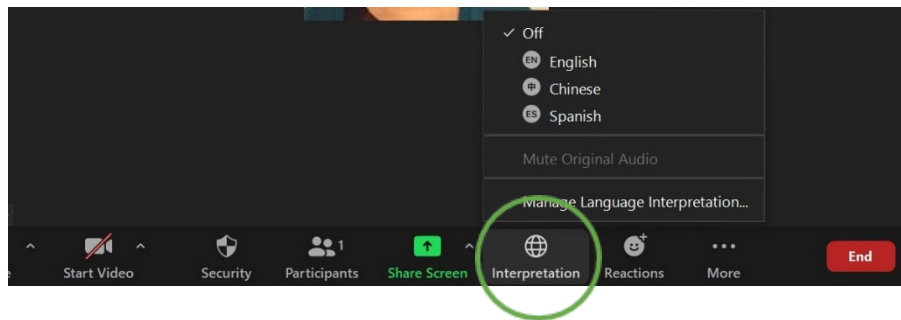 Off
EN English
中 Chinese
ES Spanish
Mute Original Audio
Manage Language Interpretation...
1
Start Video Security Participants Share Screen Interpretation Reactions More End